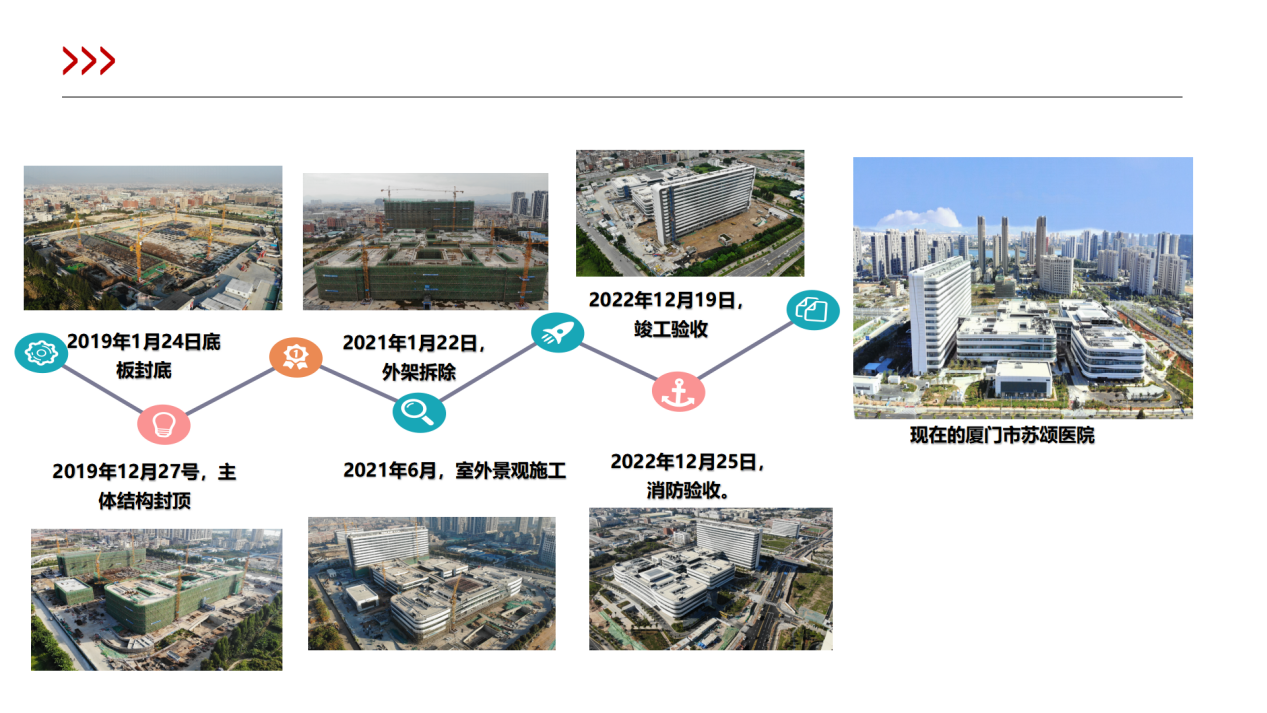 2019年1月24日底
板封底
2019年12月27号，主
体结构封顶
2021年1月22日，
外架拆除
2021年6月，室外景观施工
2022年12月19日，
竣工验收
2022年12月25日，
消防验收。
现在的厦门市苏颂医院